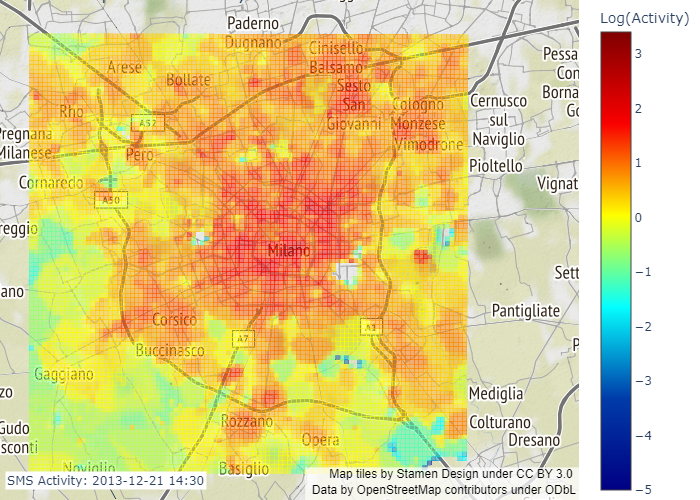 Log(Activity)
3
2
1
0
−1
−2
−3
−4
−5
Paderno
Dugnano
Cinisello
Balsamo
Arese
Bollate
Sesto
San
Giovanni
Rho
Cologno
Monzese
Vimodrone
Cernusco
sul
Naviglio
Pessa
Con
Borna
Go
A52
Pregnana
Milanese
Pero
Pioltello
Cornaredo
Vignat
A50
reggio
Milano
Sett
ano
Pantigliate
Corsico
A7
A1
Buccinasco
P
Gaggiano
zo
Mediglia
Rozzano
Colturano
Gudo
sconti
Opera
Dresano
Noviglio
Basiglio
SMS Activity: 2013-12-21 14:30
Map tiles by Stamen Design under CC BY 3.0
Data by OpenStreetMap contributors under ODbL